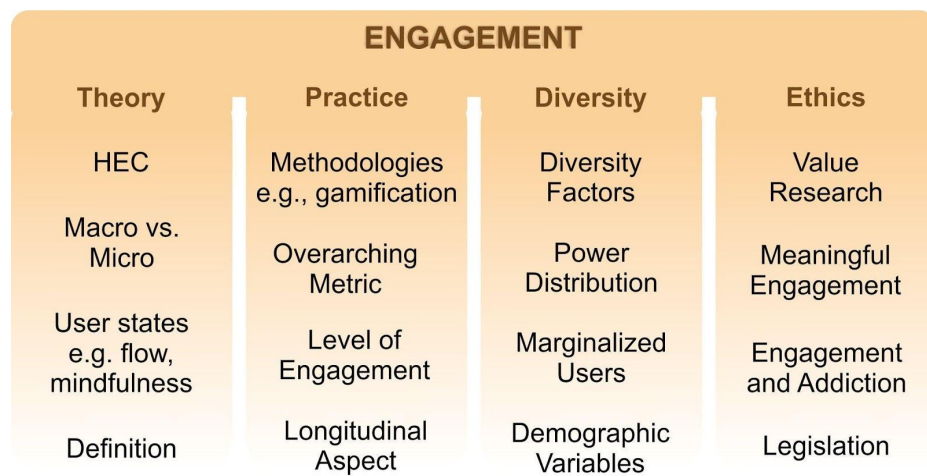 ENGAGEMENT
Theory
HEC
Macro vs.
Micro
User states
e.g. flow,
mindfulness
Definition
Practice
Methodologies
e.g., gamification
Overarching
Metric
Level of
Engagement
Longitudinal
Aspect
Diversity
Diversity
Factors
Power
Distribution
Marginalized
Users
Demographic
Variables
Ethics
Value
Research
Meaningful
Engagement
Engagement
and Addiction
Legislation